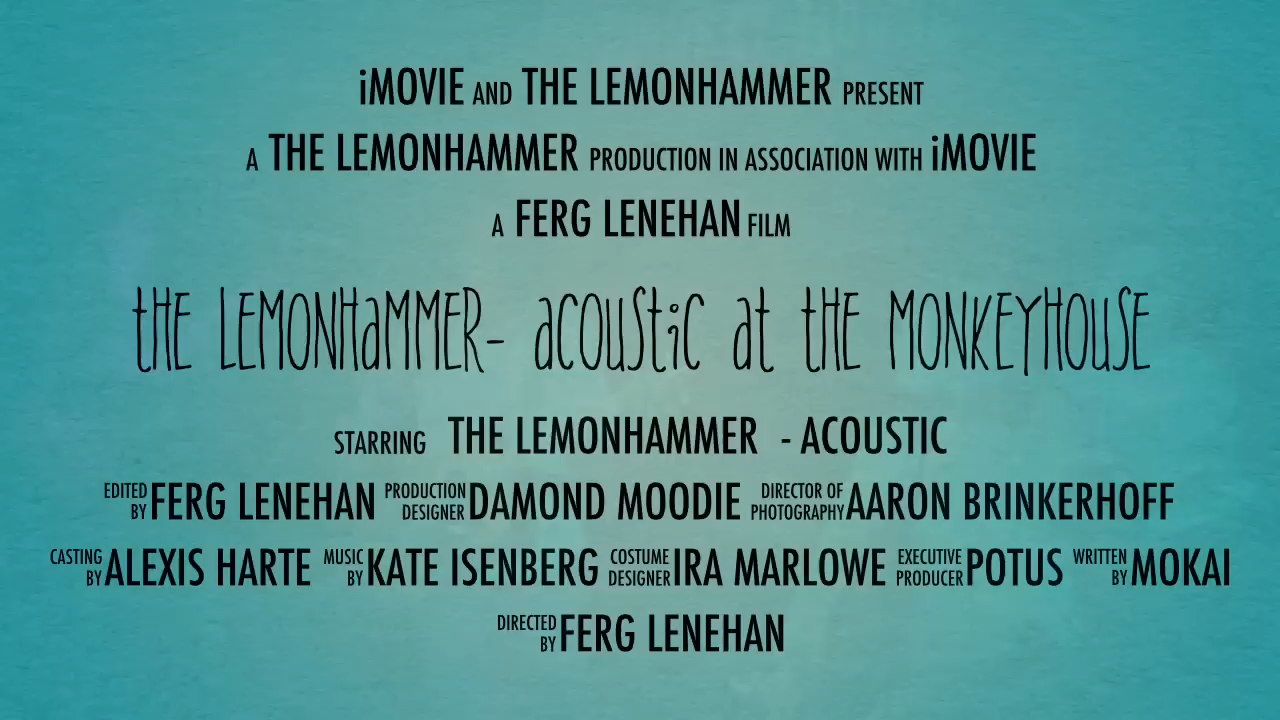 iMOVIE AND THE LEMONHAMMER PRESENT
A THE LEMONHAMMER PRODUCTION IN ASSOCIATION WITH iMOVIE
A FERG LENEHAN FILM
tHE LEMONHaMMER- acOUStiC at tHE MONKEYHOUSE
STARRING THE LEMONHAMMER - ACOUSTIC
EDITED BY FERG LENEHAN PRODUCTION DESIGNER DAMOND MOODIE DIRECTOR OF PHOTOGRAPHY AARON BRINKERHOFF
CASTING BY ALEXIS HARTE MUSIC BY KATE ISENBERG COSTUME DESIGNER IRA MARLOWE EXECUTIVE PRODUCER POTUS WRITTEN BY MOKAI
DIRECTED BY FERG LENEHAN